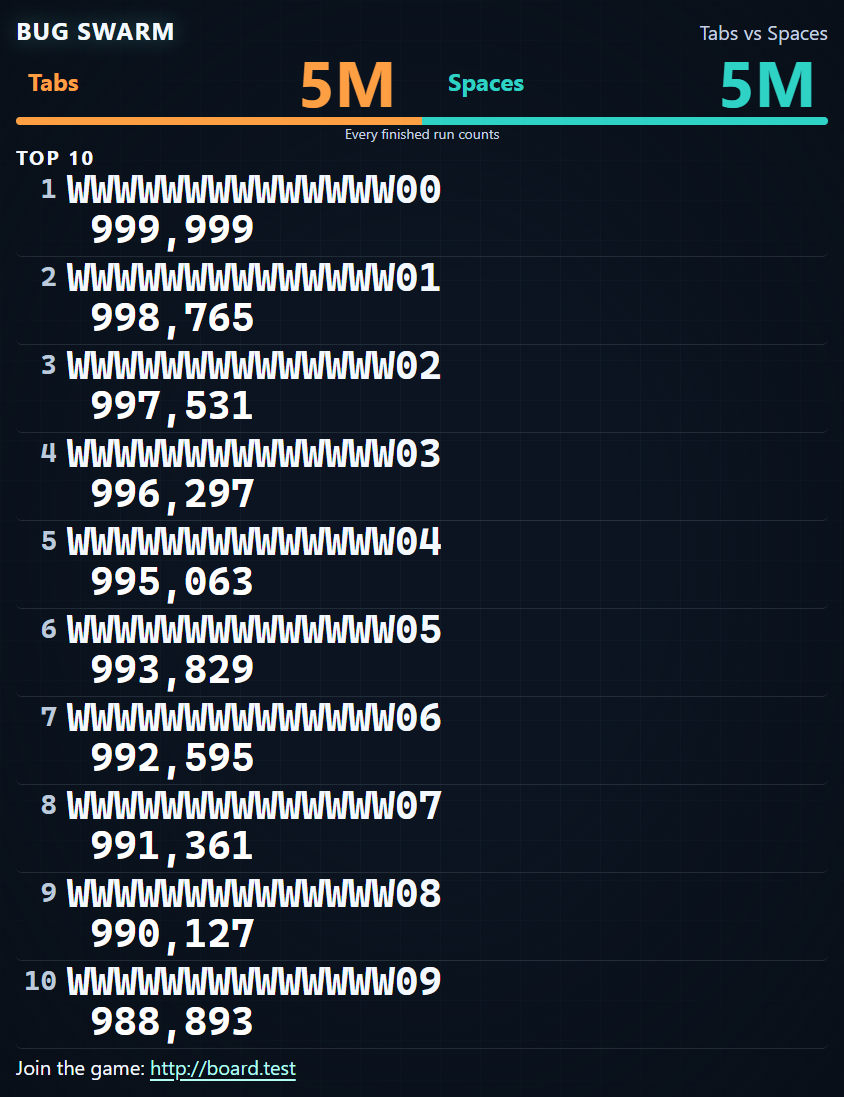 BUG SWARM
Tabs vs Spaces
Tabs 5M Spaces 5M
Every finished run counts
TOP 10
1 WWWWWWWWWWWWWW00
999,999
2 WWWWWWWWWWWWWW01
998,765
3 WWWWWWWWWWWWWW02
997,531
4 WWWWWWWWWWWWWW03
996,297
5 WWWWWWWWWWWWWW04
995,063
6 WWWWWWWWWWWWWW05
993,829
7 WWWWWWWWWWWWWW06
992,595
8 WWWWWWWWWWWWWW07
991,361
9 WWWWWWWWWWWWWW08
990,127
10 WWWWWWWWWWWWWW09
988,893
Join the game: http://board.test